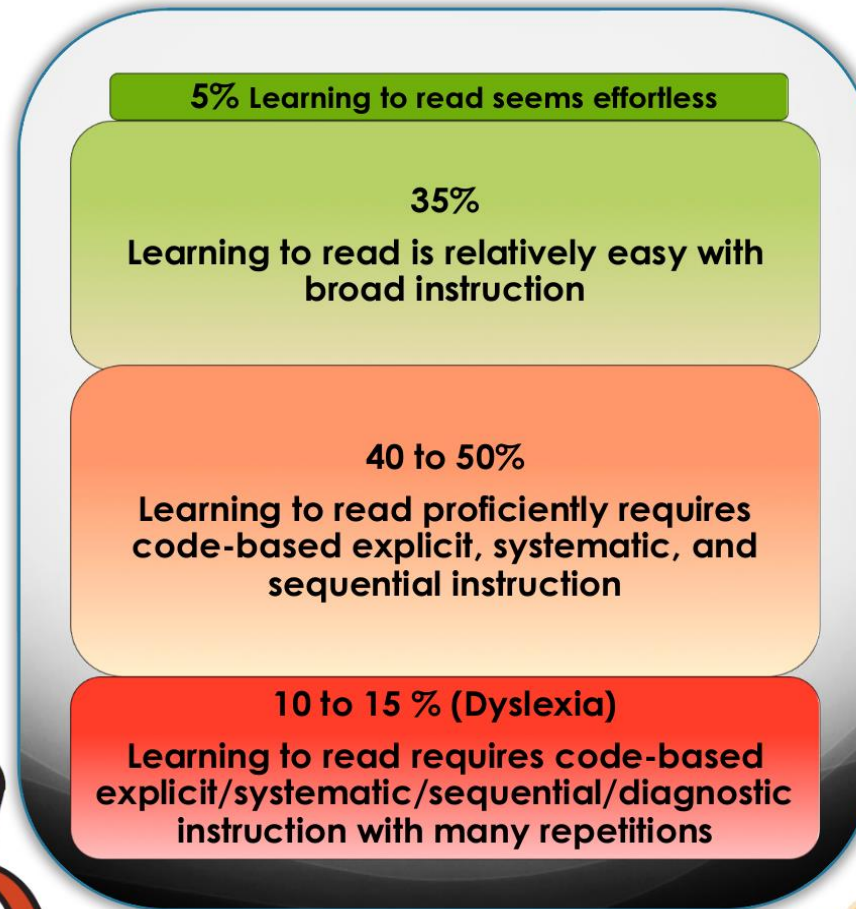 5% Learning to read seems effortless
35%
Learning to read is relatively easy with
broad instruction
40 to 50%
Learning to read proficiently requires
code-based explicit, systematic, and
sequential instruction
10 to 15 % (Dyslexia)
Learning to read requires code-based
explicit/systematic/sequential/diagnostic
instruction with many repetitions